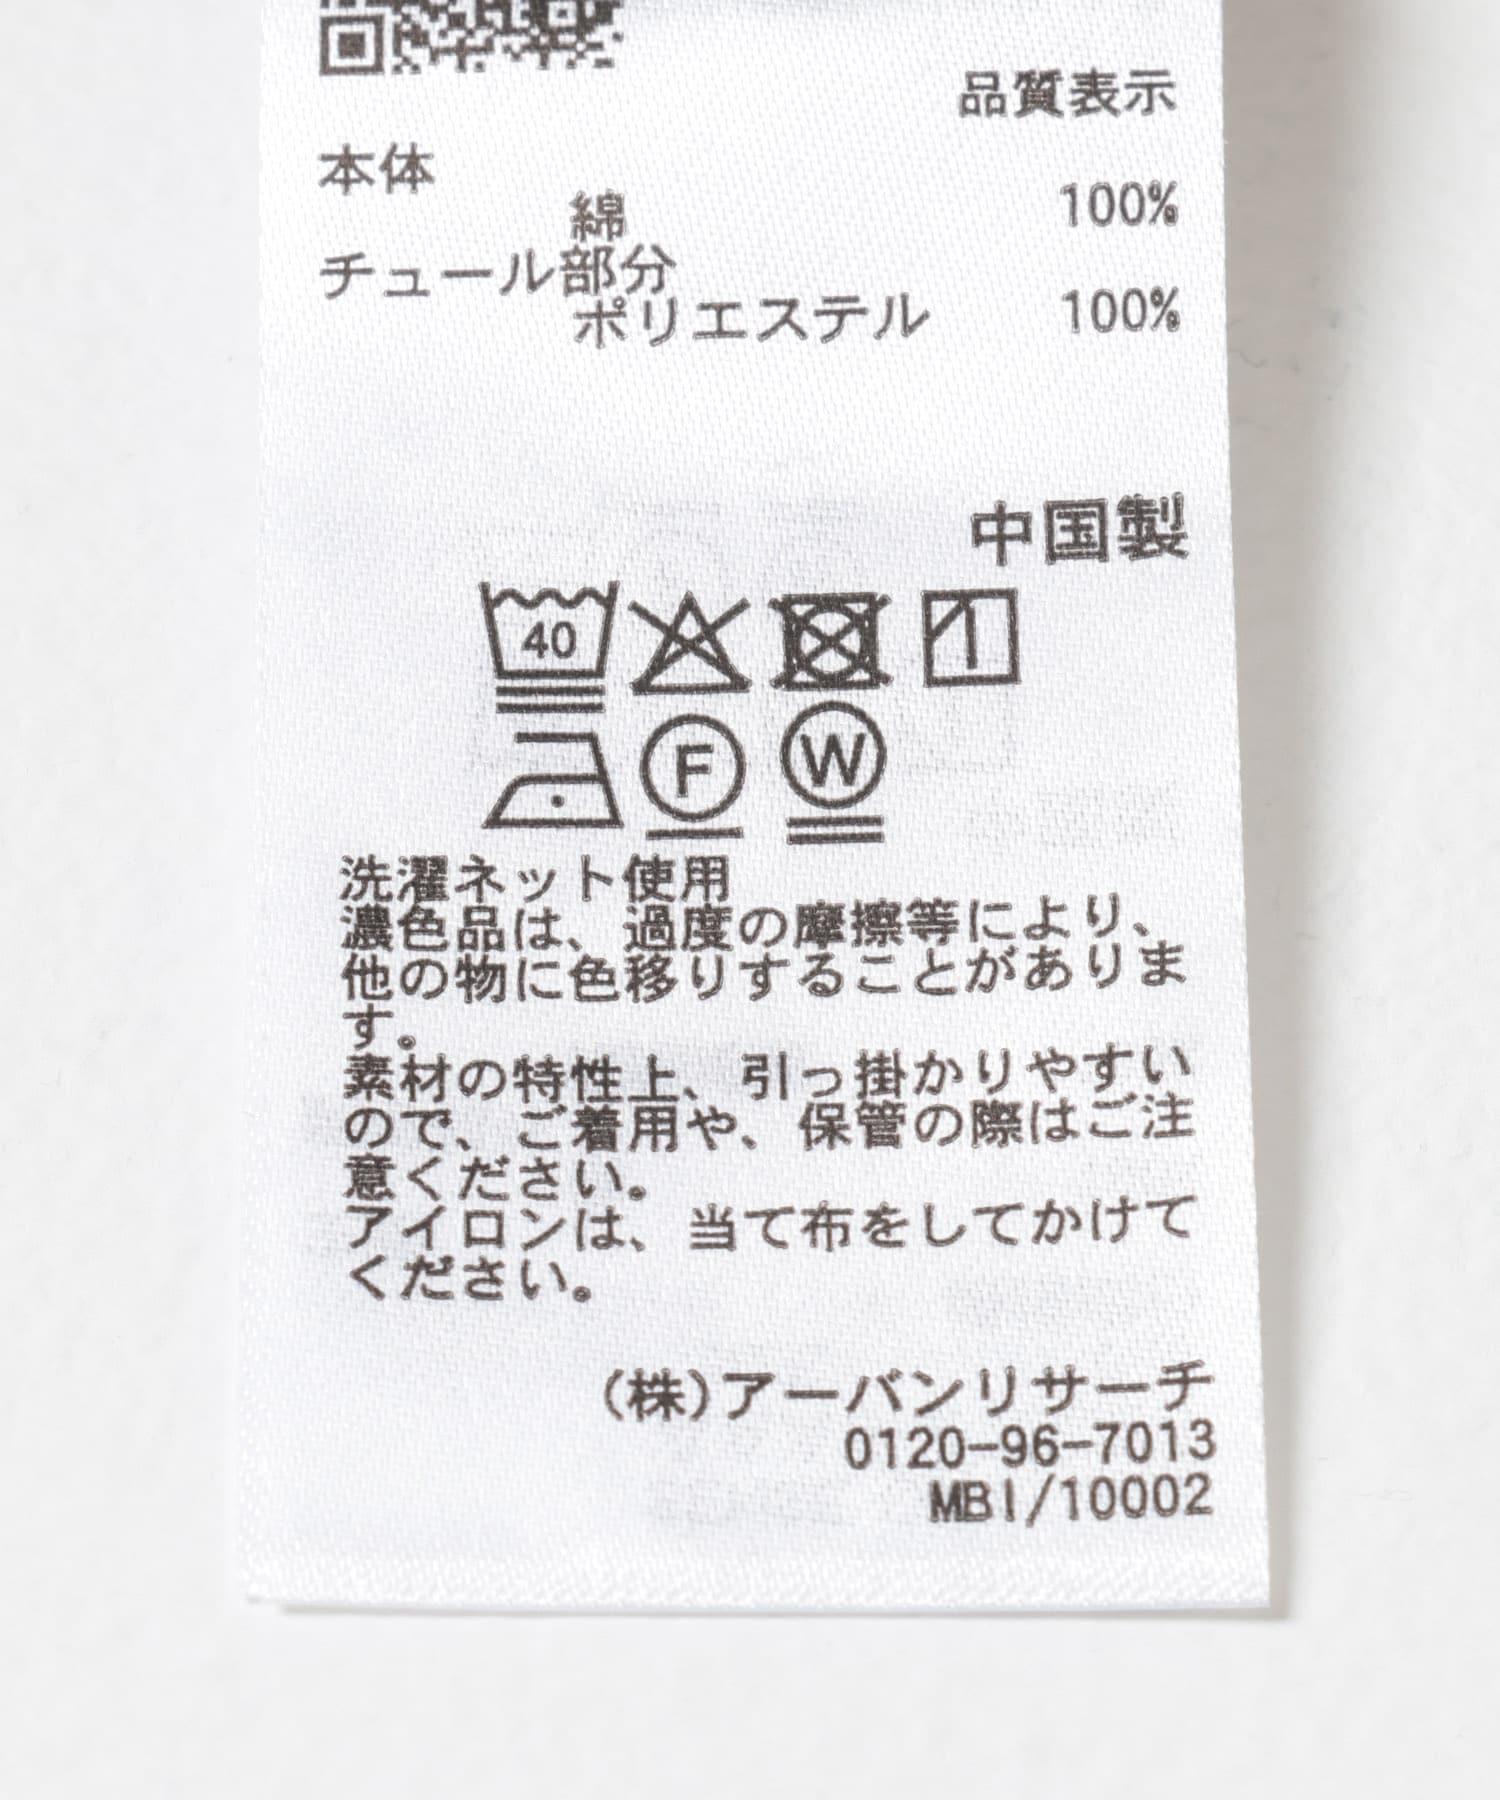 品質表示
本体
綿 100%
チュール部分
ポリエステル 100%
中国製
40
F W
洗濯ネット使用
濃色品は、過度の摩擦等により、
他の物に色移りすることがありま
す。
素材の特性上、引っ掛かりやすい
ので、ご着用や、保管の際はご注
意ください。
アイロンは、当て布をしてかけて
ください。
(株)アーバンリサーチ
0120-96-7013
MBI/10002